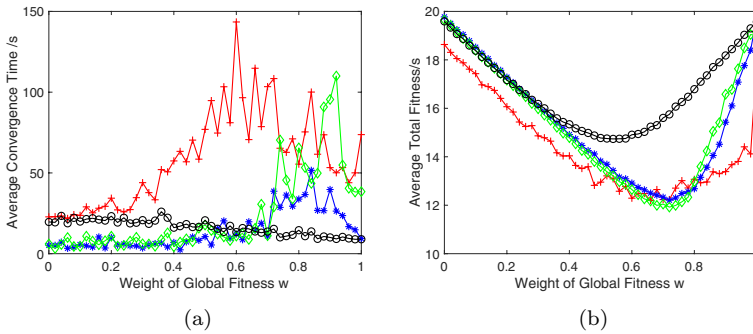 150
100
50
0
Average Convergence Time /s
0 0.2 0.4 0.6 0.8 1
Weight of Global Fitness w
(a)
20
18
16
14
12
10
Average Total Fitness/s
0 0.2 0.4 0.6 0.8
Weight of Global Fitness w
(b)